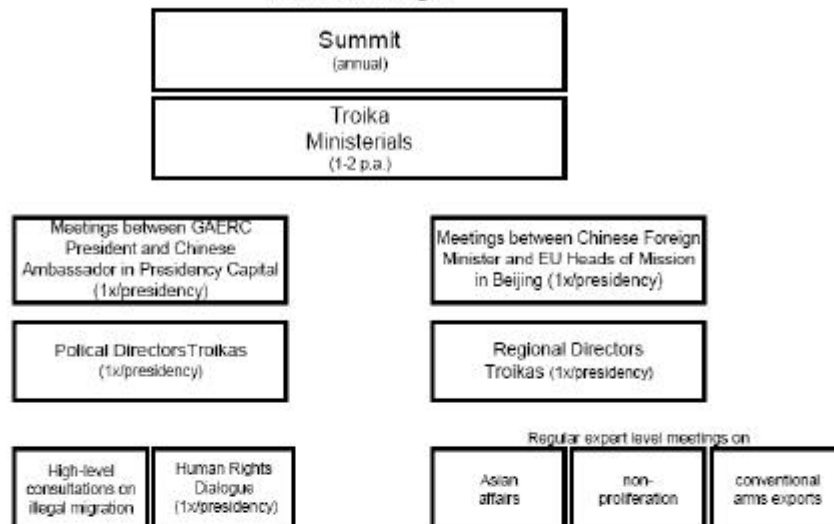 Summit
(annual)
Troika
Ministerials
(1-2 p.a.)
Meetings between GAERC
President and Chinese
Ambassador in Presidency Capital
(1x/presidency)
Meetings between Chinese Foreign
Minister and EU Heads of Mission
in Beijing (1x/presidency)
Polical Directors Troikas
(1x/presidency)
Regional Directors
Troikas (1x/presidency)
High-level
consultations on
illegal migration
Human Rights
Dialogue
(1x/presidency)
Regular expert level meetings on
Asian
affairs
non-
proliferation
conventional
arms exports